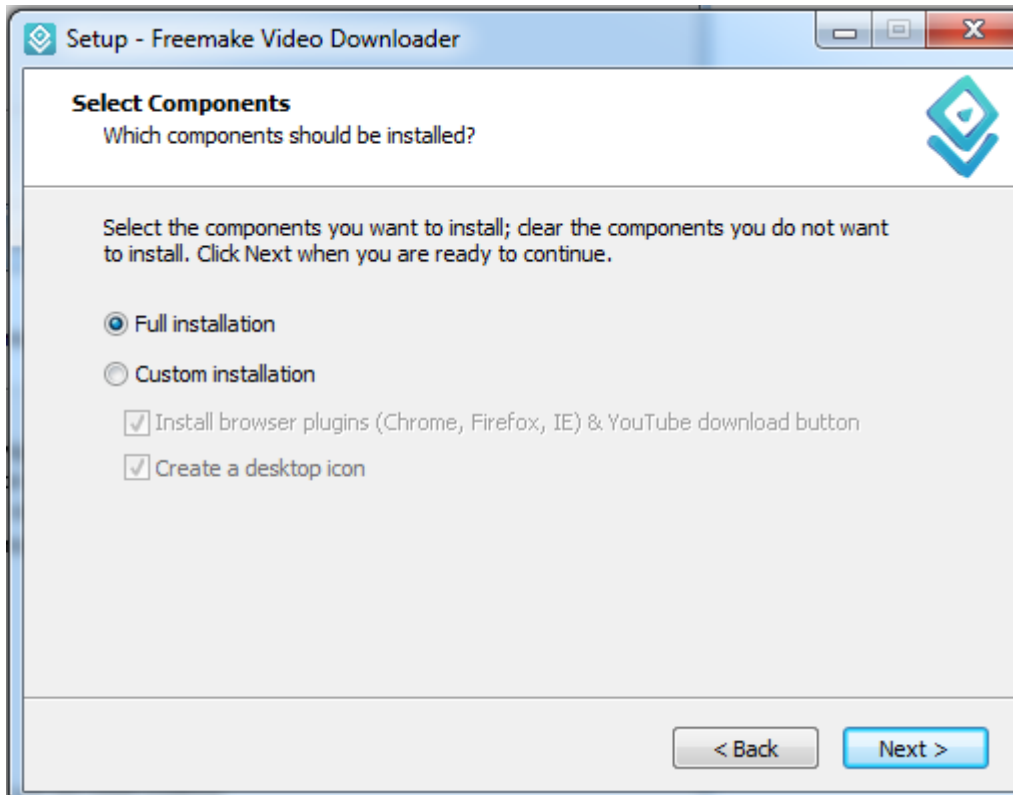 Setup - Freemake Video Downloader
Select Components
Which components should be installed?
Select the components you want to install; clear the components you do not want
to install. Click Next when you are ready to continue.
Full installation
Custom installation
Install browser plugins (Chrome, Firefox, IE) & YouTube download button
Create a desktop icon
< Back Next >